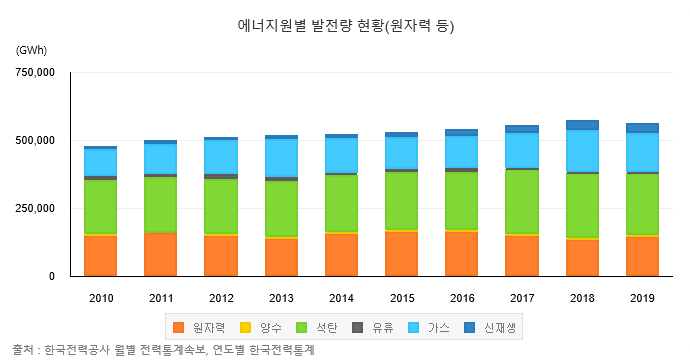 에너지원별 발전량 현황(원자력 등)
(GWh)
750,000
500,000
250,000
0
2010 2011 2012 2013 2014 2015 2016 2017 2018 2019
원자력 양수 석탄 유류 가스 신재생
출처 : 한국전력공사 월별 전력통계속보, 연도별 한국전력통계